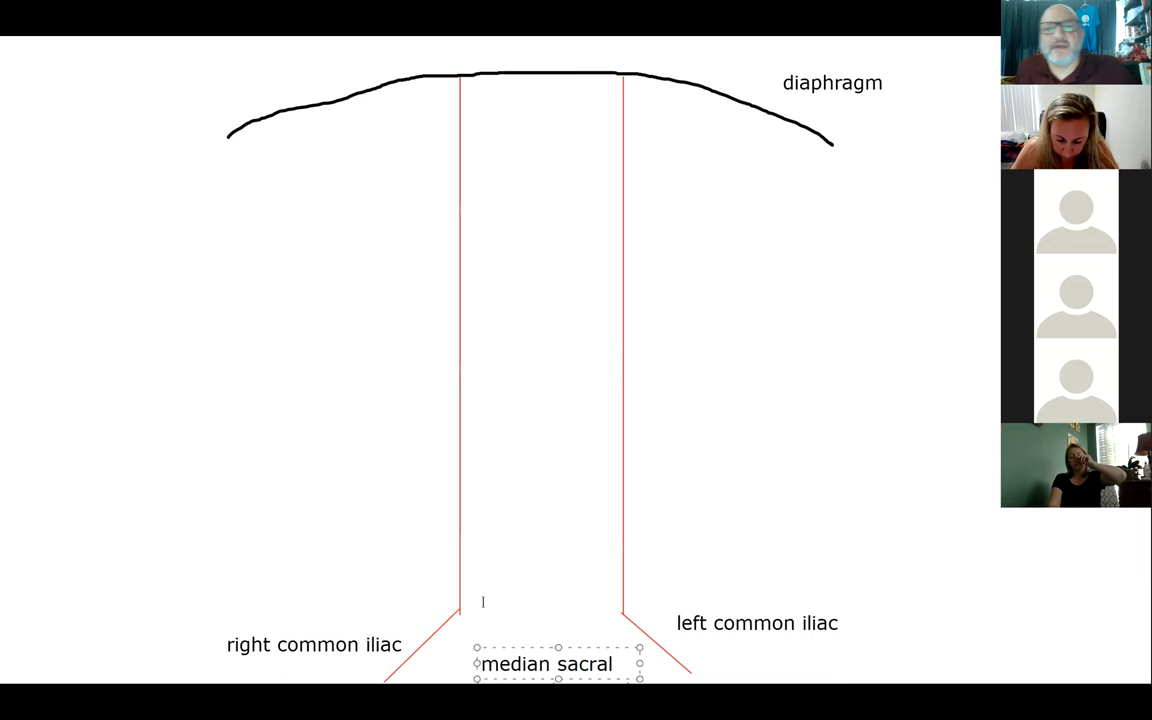 diaphragm
left common iliac
right common iliac
median sacral